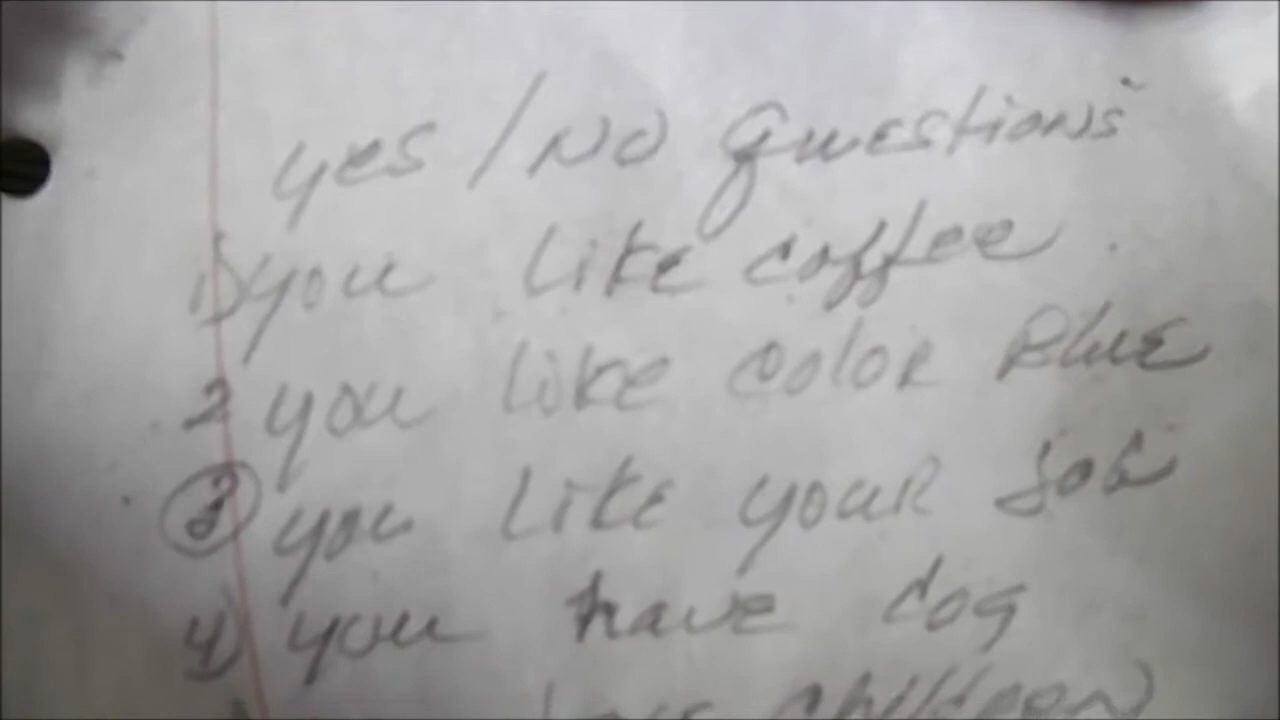 yes / NO Questions
1) you like coffee.
2 you like color Blue
3 you like your job
4) you have dog
children